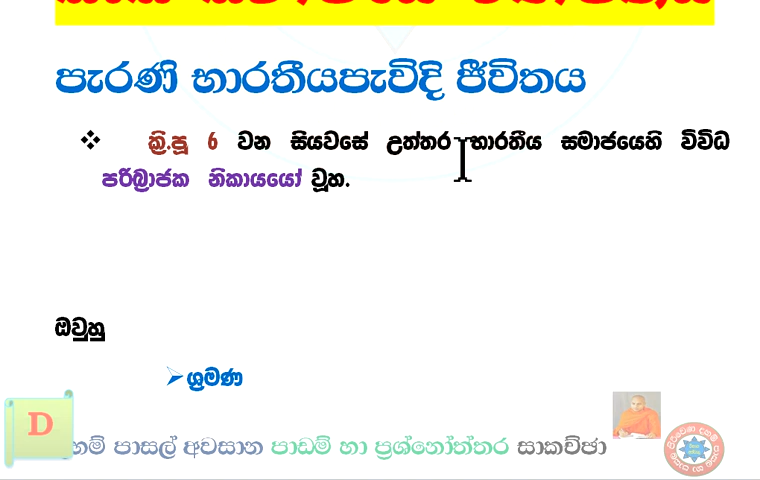 පැරණි භාරතීයපැවිදි ජීවිතය
❖ ක්‍රි.පූ 6 වන සියවසේ උත්තර භාරතීය සමාජයෙහි විවිධ
පරිබ්‍රාජක නිකායයෝ වූහ.
ඔවුහු
➢ ශ්‍රමණ
D
දහම් පාසල් අවසාන පාඩම් හා ප්‍රශ්නෝත්තර සාකච්ඡා